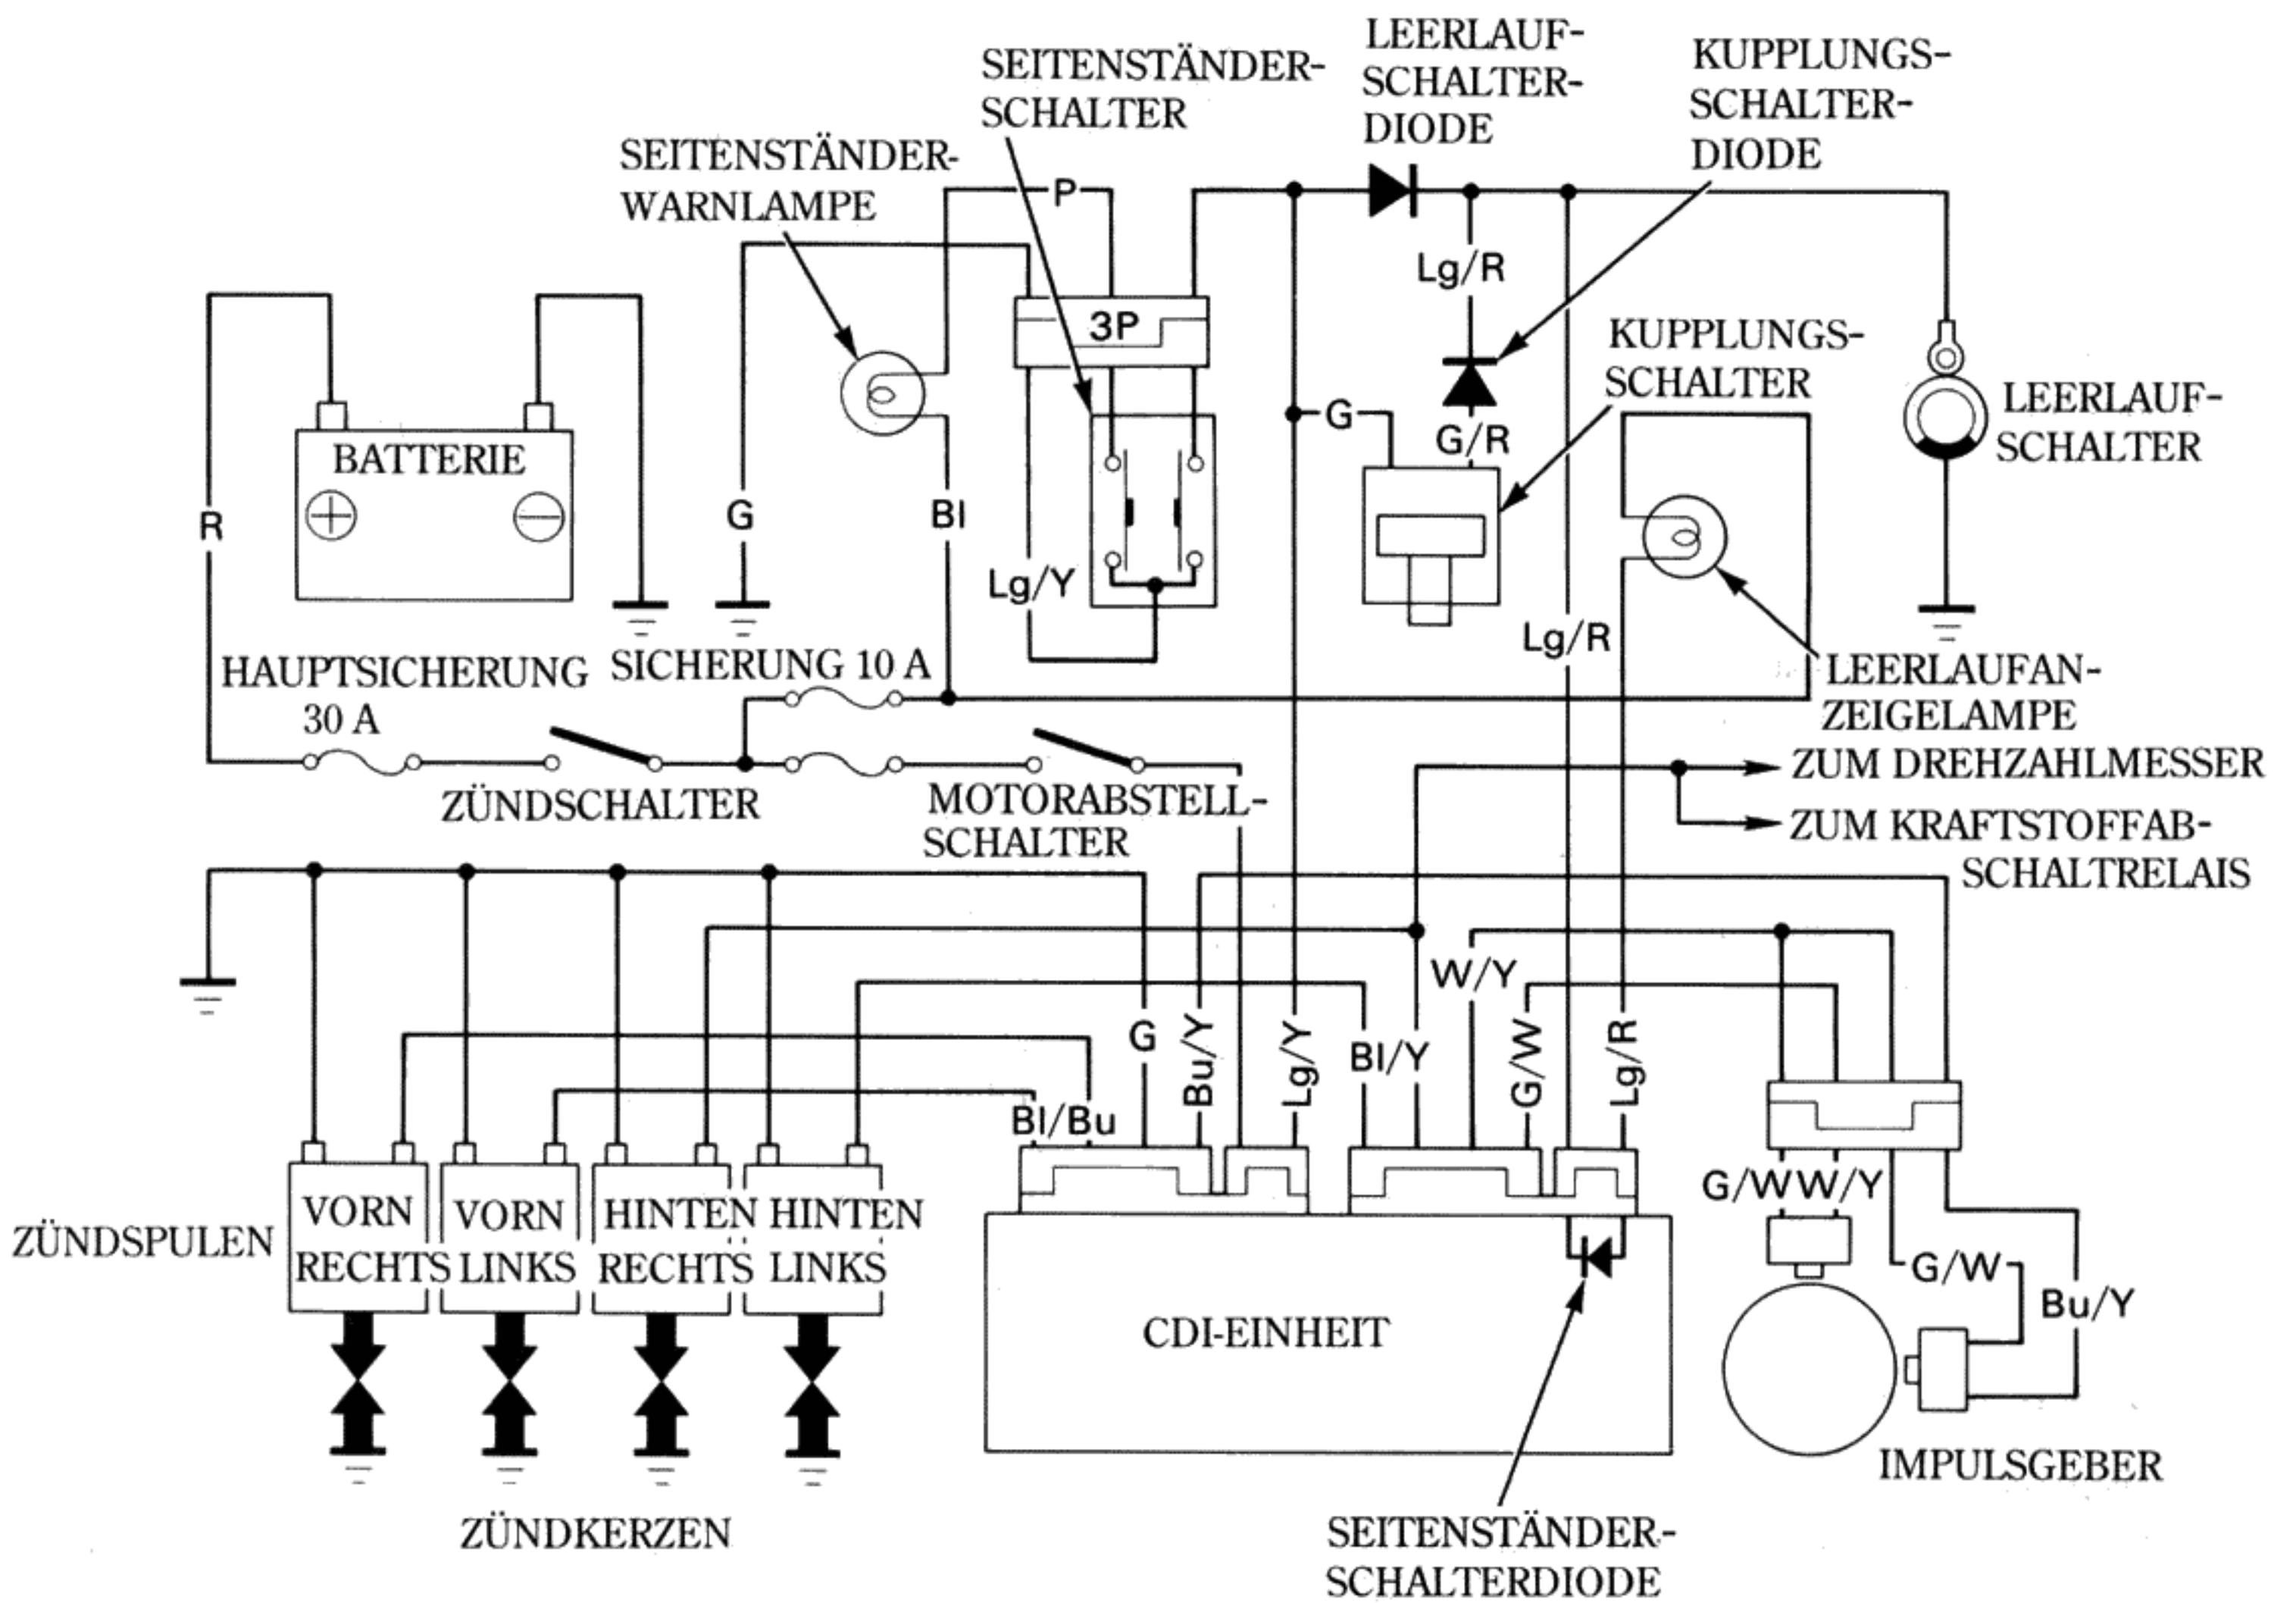 LEERLAUF-
SCHALTER-
DIODE
KUPPLUNGS-
SCHALTER-
DIODE
SEITENSTÄNDER-
SCHALTER
SEITENSTÄNDER-
WARNLAMPE
P
Lg/R
3P
KUPPLUNGS-
SCHALTER
LEERLAUF-
SCHALTER
BATTERIE
G
G/R
R
G
Bl
Lg/Y
Lg/R
HAUPTSICHERUNG
30 A
SICHERUNG 10 A
LEERLAUFAN-
ZEIGELAMPE
ZÜNDSCHALTER
MOTORABSTELL-
SCHALTER
ZUM DREHZAHLMESSER
ZUM KRAFTSTOFFAB-
SCHALTRELAIS
W/Y
G
Bu/Y
Lg/Y
Bl/Y
G/W
Lg/R
Bl/Bu
G/W W/Y
ZÜNDSPULEN
VORN
RECHTS
VORN
LINKS
HINTEN
RECHTS
HINTEN
LINKS
G/W
Bu/Y
CDI-EINHEIT
IMPULSGEBER
ZÜNDKERZEN
SEITENSTÄNDER-
SCHALTERDIODE